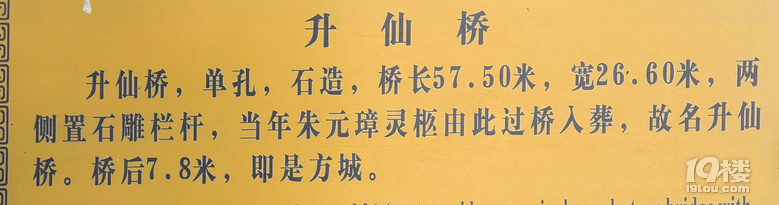 升仙桥
升仙桥，单孔，石造，桥长57.50米，宽26.60米，两
侧置石雕栏杆，当年朱元璋灵柩由此过桥入葬，故名升仙
桥。桥后7.8米，即是方城。
19楼
19lou.com